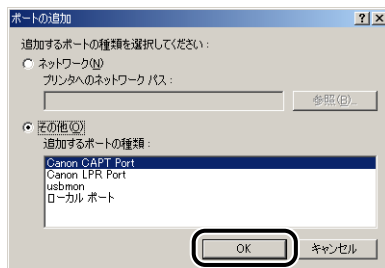 ポートの追加
追加するポートの種類を選択してください:
ネットワーク(N)
プリンタへのネットワーク パス:
参照(B)...
その他(O)
追加するポートの種類:
Canon CAPT Port
Canon LPR Port
usbmon
ローカル ポート
OK
キャンセル